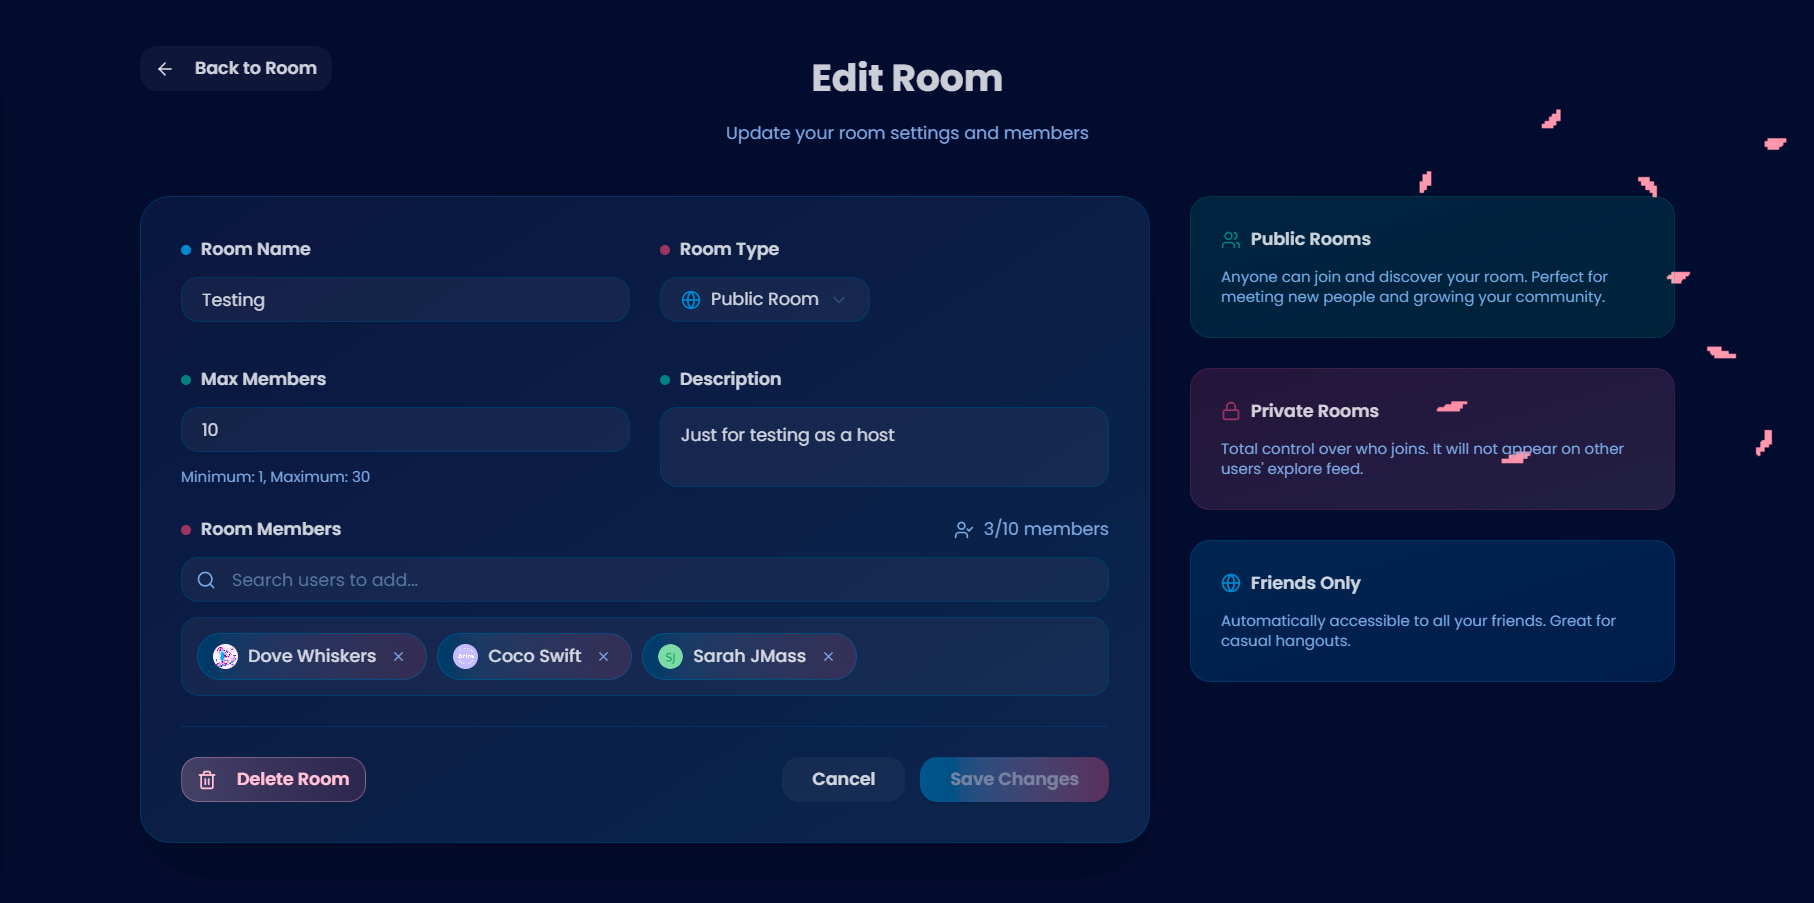 Back to Room
Edit Room
Update your room settings and members
Room Name
Testing
Room Type
Public Room
Max Members
10
Minimum: 1, Maximum: 30
Description
Just for testing as a host
Room Members
3/10 members
Search users to add...
Dove Whiskers
Coco Swift
SJ Sarah JMass
Delete Room
Cancel
Save Changes
Public Rooms
Anyone can join and discover your room. Perfect for
meeting new people and growing your community.
Private Rooms
Total control over who joins. It will not appear on other
users' explore feed.
Friends Only
Automatically accessible to all your friends. Great for
casual hangouts.